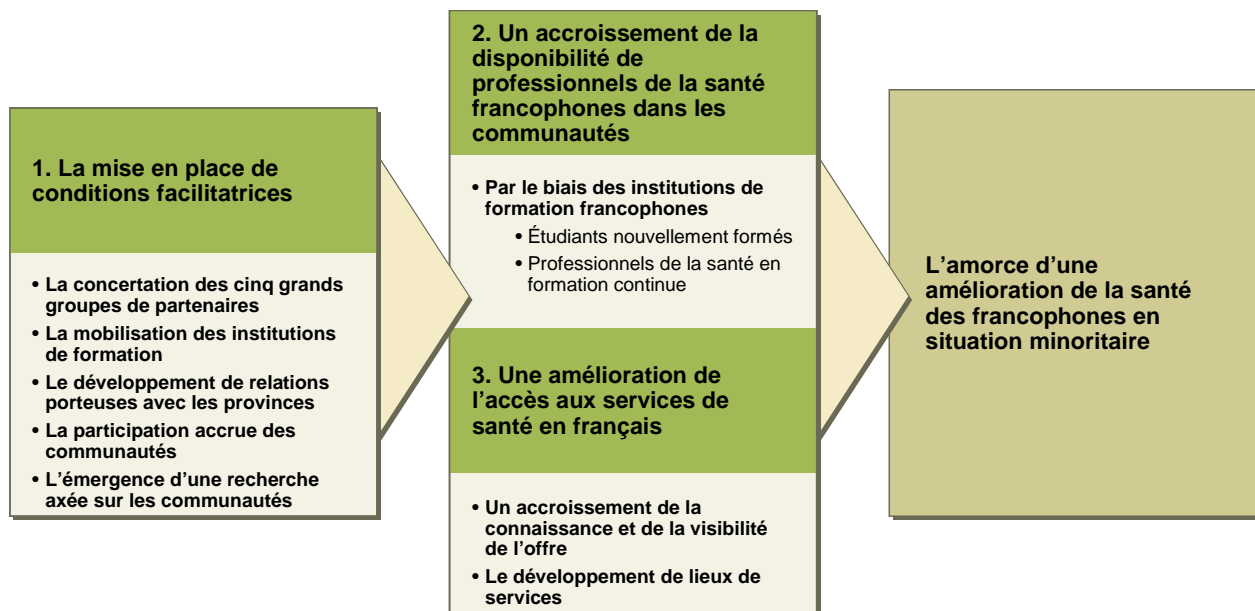 1. La mise en place de
conditions facilitatrices
• La concertation des cinq grands
groupes de partenaires
• La mobilisation des institutions
de formation
• Le développement de relations
porteuses avec les provinces
• La participation accrue des
communautés
• L’émergence d’une recherche
axée sur les communautés
2. Un accroissement de la
disponibilité de
professionnels de la santé
francophones dans les
communautés
• Par le biais des institutions de
formation francophones
• Étudiants nouvellement formés
• Professionnels de la santé en
formation continue
3. Une amélioration de
l’accès aux services de
santé en français
• Un accroissement de la
connaissance et de la visibilité
de l’offre
• Le développement de lieux de
services
L’amorce d’une
amélioration de la santé
des francophones en
situation minoritaire